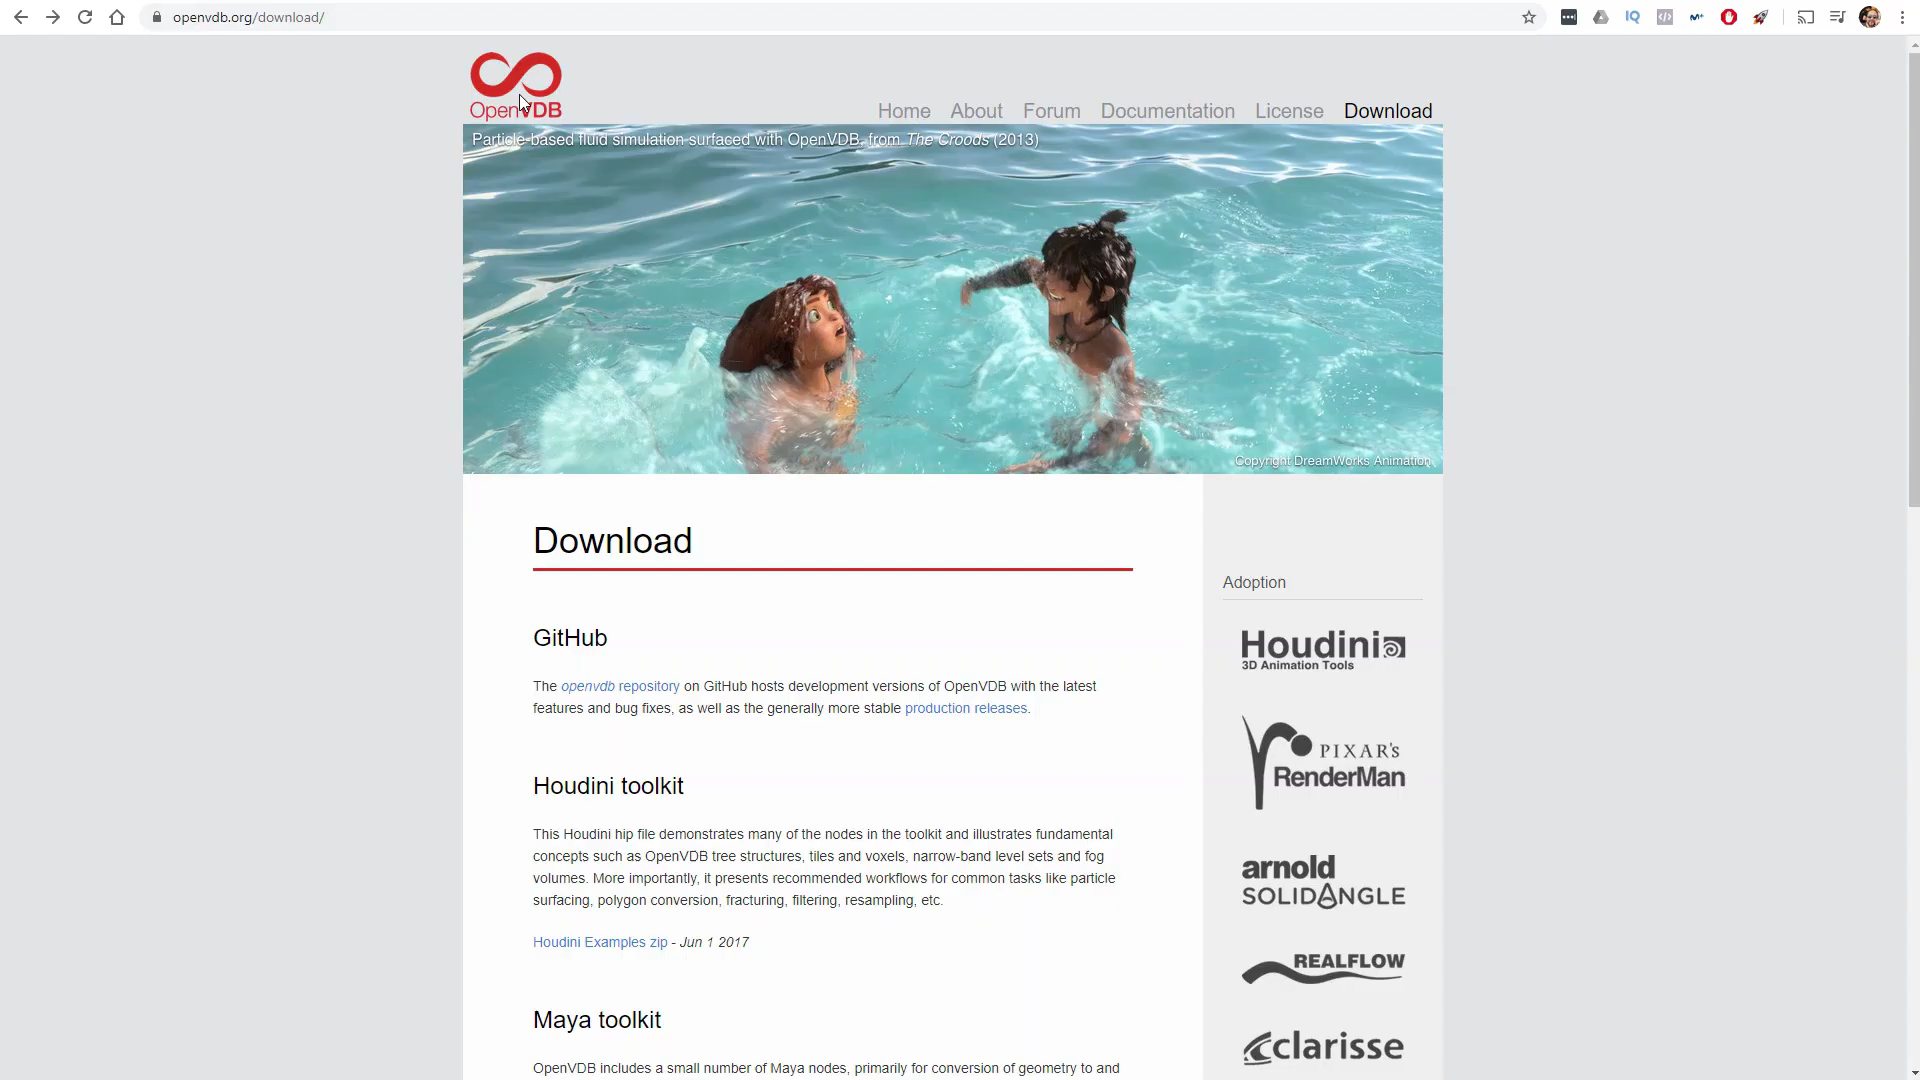 openvdb.org/download/
OpenVDB
Home About Forum Documentation License Download
Particle-based fluid simulation surfaced with OpenVDB, from The Croods (2013)
Copyright DreamWorks Animation
Download
GitHub
The openvdb repository on GitHub hosts development versions of OpenVDB with the latest
features and bug fixes, as well as the generally more stable production releases.
Houdini toolkit
This Houdini hip file demonstrates many of the nodes in the toolkit and illustrates fundamental
concepts such as OpenVDB tree structures, tiles and voxels, narrow-band level sets and fog
volumes. More importantly, it presents recommended workflows for common tasks like particle
surfacing, polygon conversion, fracturing, filtering, resampling, etc.
Houdini Examples zip - Jun 1 2017
Maya toolkit
OpenVDB includes a small number of Maya nodes, primarily for conversion of geometry to and
Adoption
Houdini
3D Animation Tools
PIXAR'S
RenderMan
arnold
SOLIDANGLE
REALFLOW
clarisse